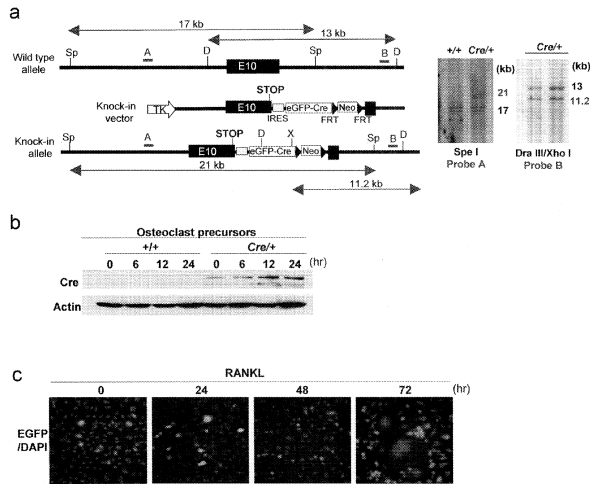 a
17 kb
13 kb
Wild type allele
Sp A D Sp B D
E10
STOP
Knock-in vector
TK E10 eGFP-Cre Neo
IRES FRT FRT
Knock-in allele
Sp A STOP D X Sp B D
E10 eGFP-Cre Neo
21 kb
11.2 kb
+/+ Cre/+
(kb)
21
17
Spe I
Probe A
Cre/+
(kb)
13
11.2
Dra III/Xho I
Probe B
b
Osteoclast precursors
+/+ Cre/+
0 6 12 24 0 6 12 24 (hr)
Cre
Actin
c
RANKL
0 24 48 72 (hr)
EGFP
/DAPI